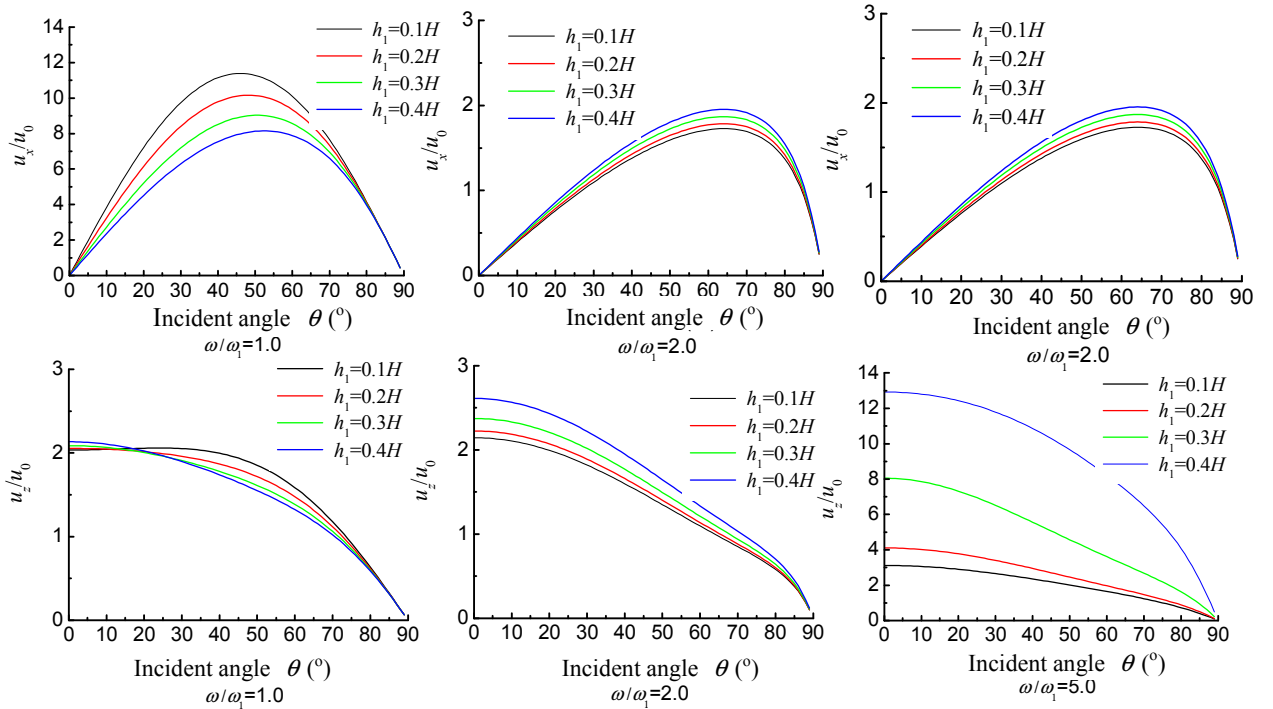 14
12
10
8
6
4
2
0
u_x/u_0
h_1=0.1H
h_1=0.2H
h_1=0.3H
h_1=0.4H
0 10 20 30 40 50 60 70 80 90
Incident angle θ (°)
ω/ω_1=1.0
3
2
1
0
u_x/u_0
h_1=0.1H
h_1=0.2H
h_1=0.3H
h_1=0.4H
0 10 20 30 40 50 60 70 80 90
Incident angle θ (°)
ω/ω_1=2.0
3
2
1
0
u_x/u_0
h_1=0.1H
h_1=0.2H
h_1=0.3H
h_1=0.4H
0 10 20 30 40 50 60 70 80 90
Incident angle θ (°)
ω/ω_1=2.0
3
2
1
0
u_z/u_0
h_1=0.1H
h_1=0.2H
h_1=0.3H
h_1=0.4H
0 10 20 30 40 50 60 70 80 90
Incident angle θ (°)
ω/ω_1=1.0
3
2
1
0
u_z/u_0
h_1=0.1H
h_1=0.2H
h_1=0.3H
h_1=0.4H
0 10 20 30 40 50 60 70 80 90
Incident angle θ (°)
ω/ω_1=2.0
14
12
10
8
6
4
2
0
u_z/u_0
h_1=0.1H
h_1=0.2H
h_1=0.3H
h_1=0.4H
0 10 20 30 40 50 60 70 80 90
Incident angle θ (°)
ω/ω_1=5.0